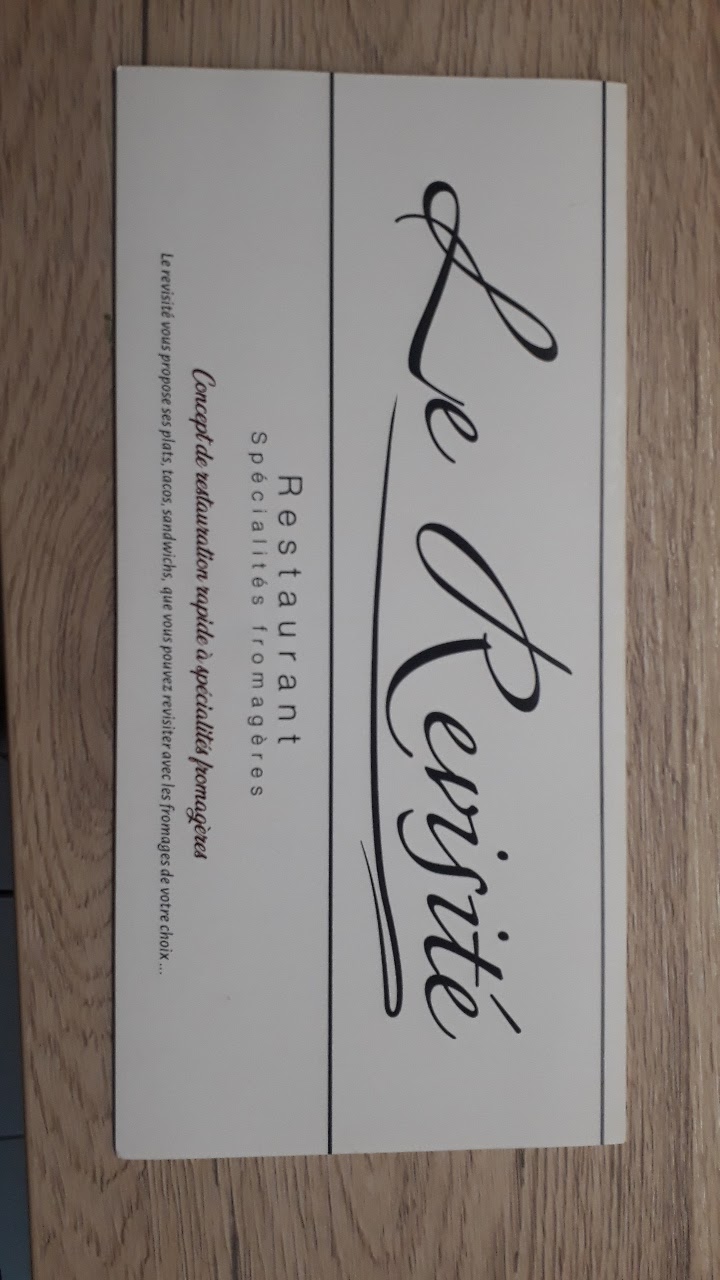 Le Revisité
Restaurant
Spécialités fromagères
Concept de restauration rapide à spécialités fromagères
Le revisité vous propose ses plats, tacos, sandwichs, que vous pouvez revisiter avec les fromages de votre choix ...